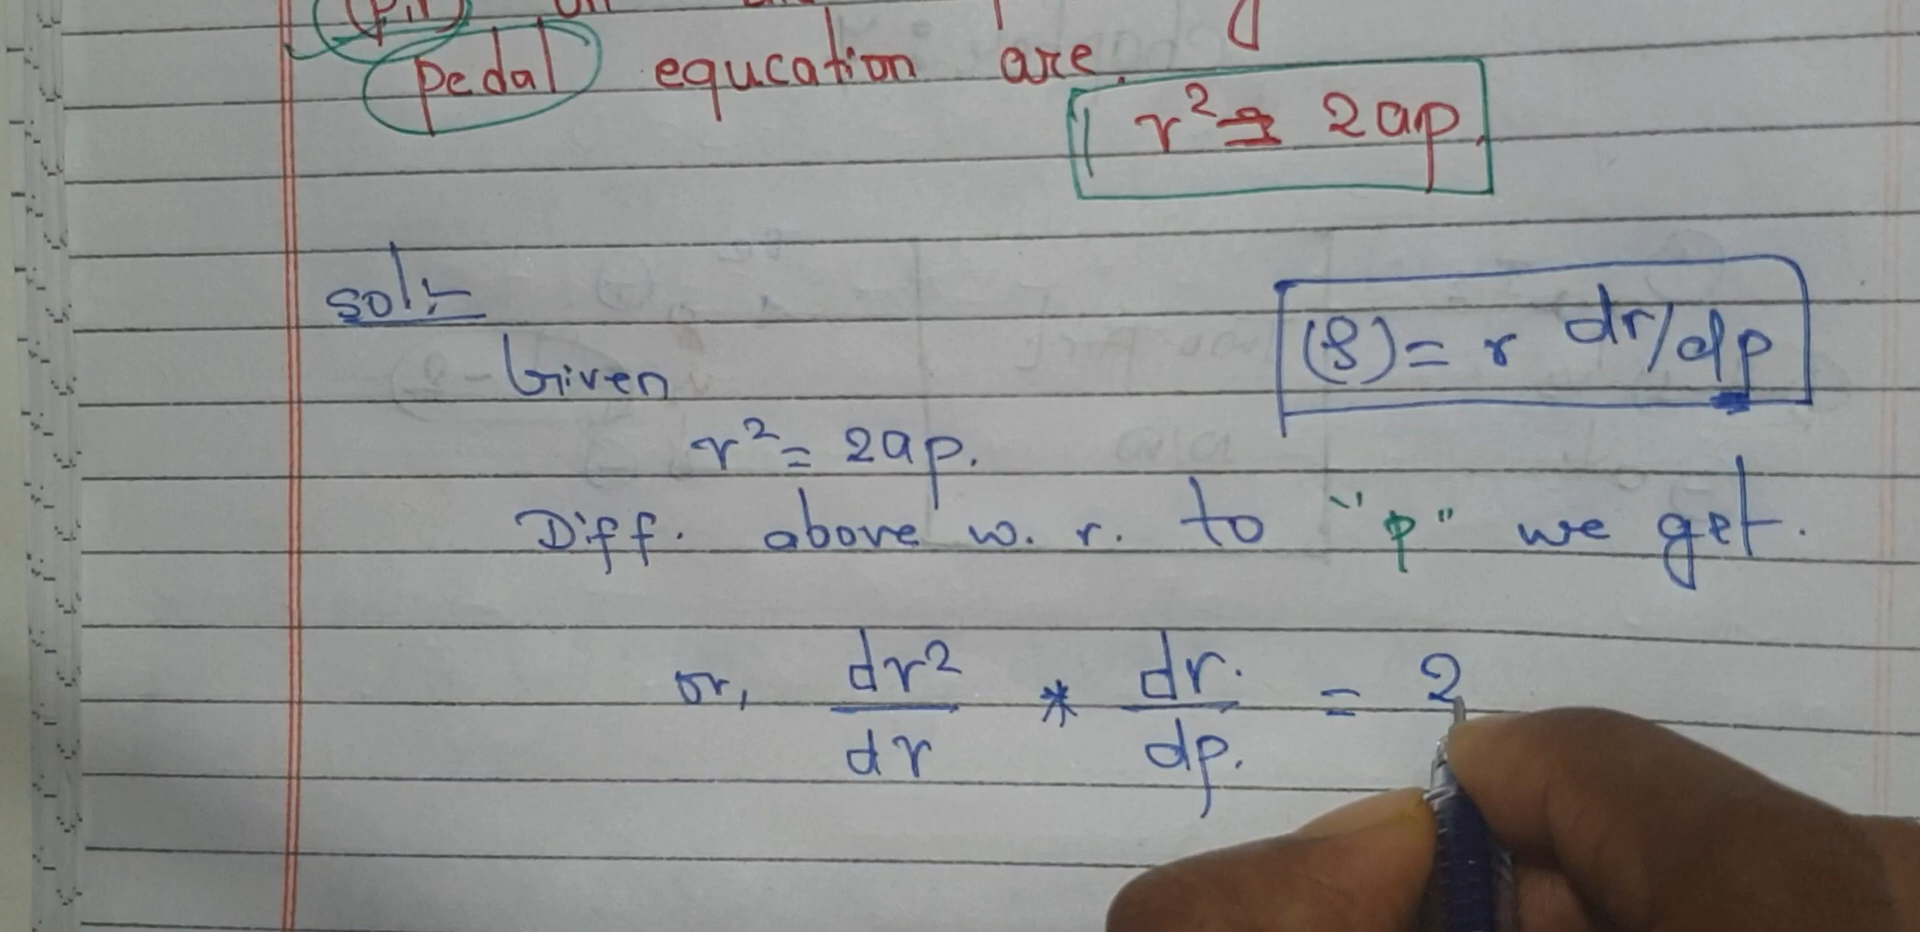 (p,r)
pedal equcation are.
r² = 2ap.
sol:-
(ρ) = r dr/dp
Given
r² = 2ap.
Diff. above w. r. to "p" we get.
or, dr²/dr * dr./dp. = 2